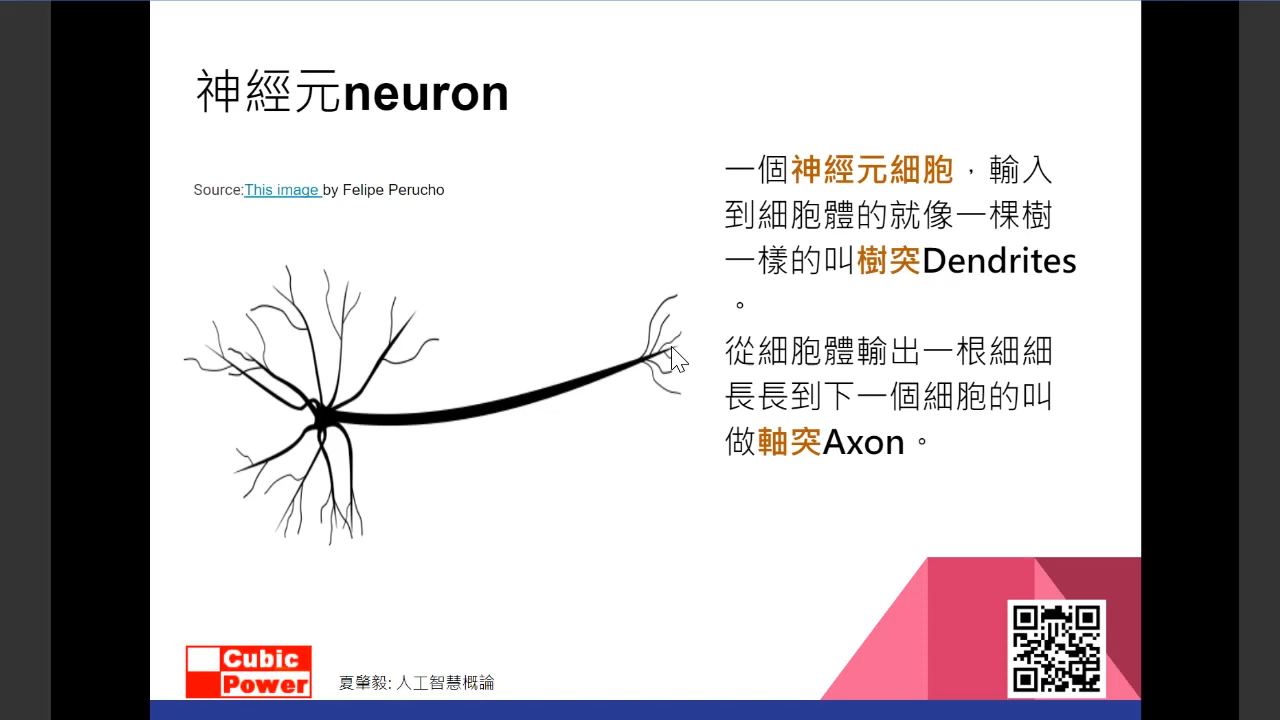 神經元neuron
Source:This image by Felipe Perucho
一個神經元細胞，輸入
到細胞體的就像一棵樹
一樣的叫樹突Dendrites
。
從細胞體輸出一根細細
長長到下一個細胞的叫
做軸突Axon。
Cubic
Power
夏肇毅: 人工智慧概論